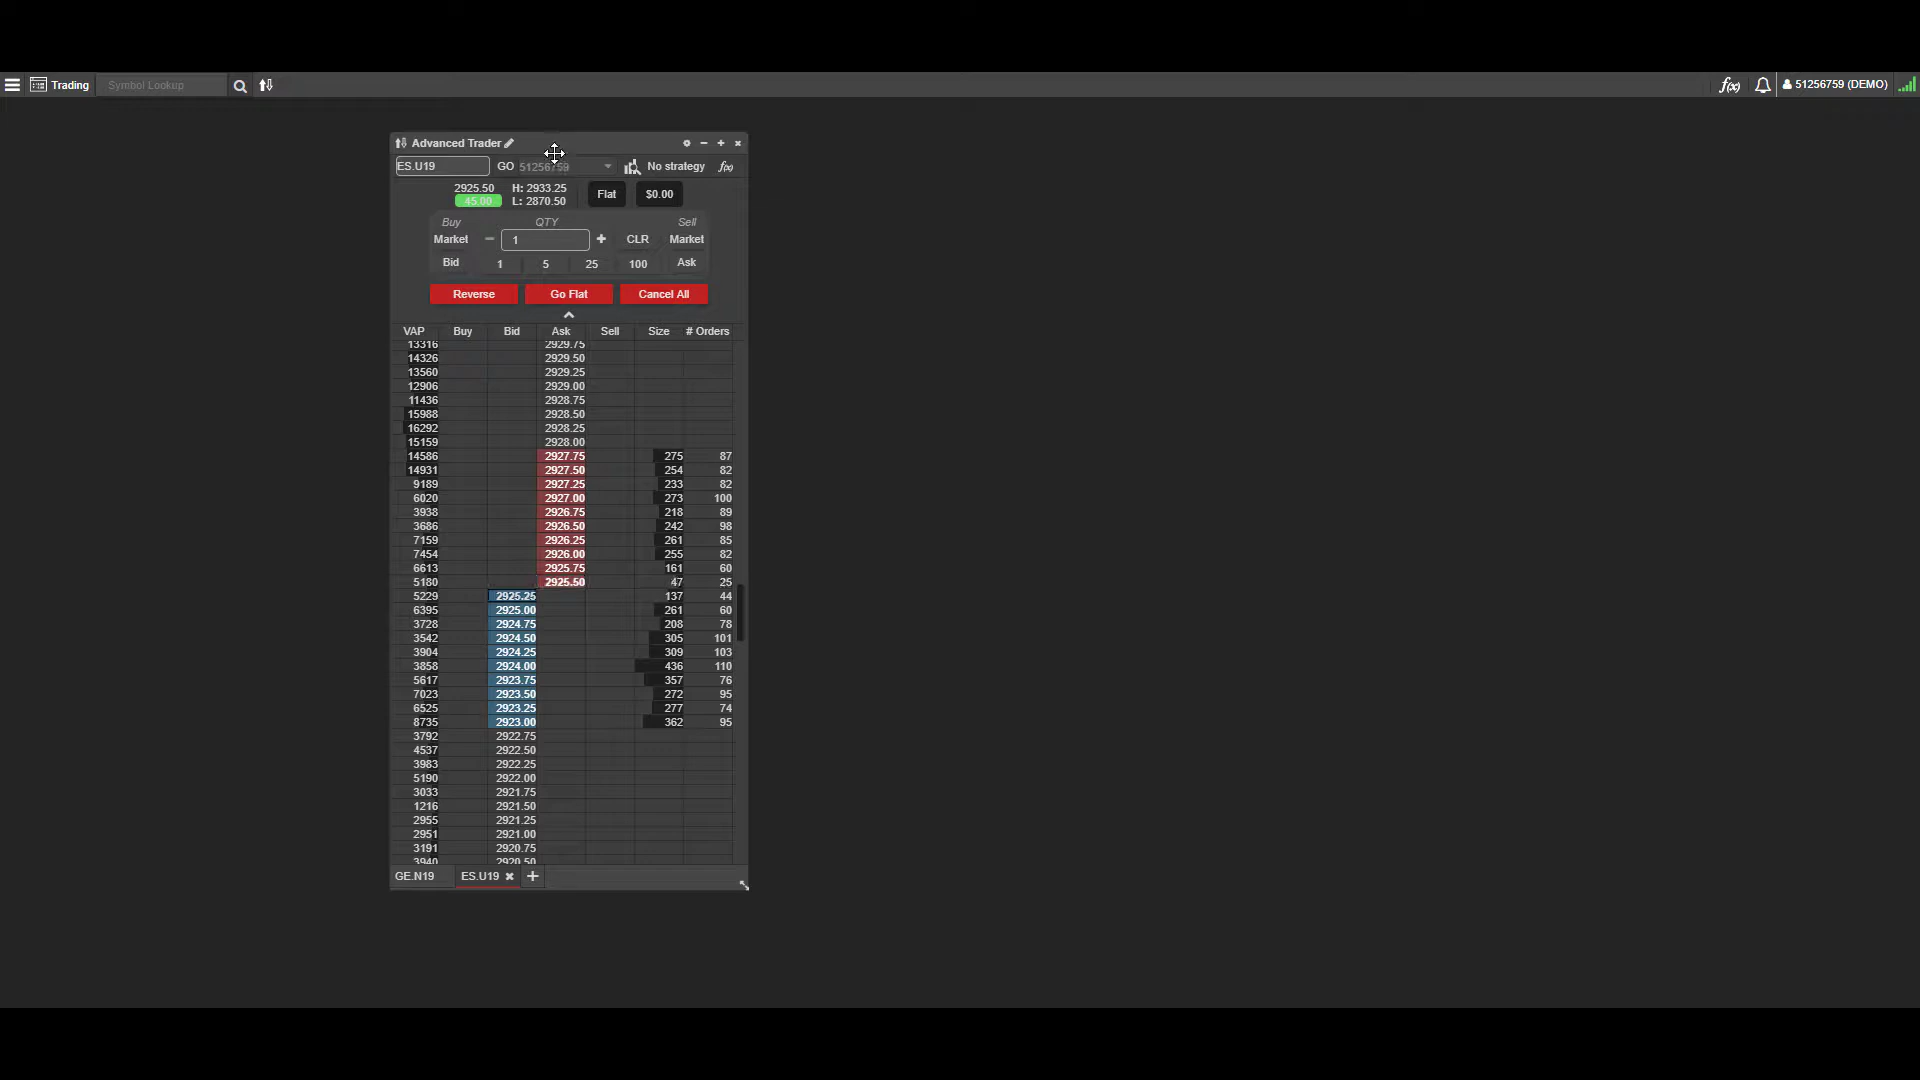 Trading Symbol Lookup f(x) 51256759 (DEMO)
Advanced Trader
ES.U19 GO 51256759 No strategy f(x)
2925.50 H: 2933.25 Flat $0.00
45.00 L: 2870.50
Buy QTY Sell
Market 1 CLR Market
Bid 1 5 25 100 Ask
Reverse Go Flat Cancel All
VAP Buy Bid Ask Sell Size # Orders
13316 2929.75
14326 2929.50
13560 2929.25
12906 2929.00
11436 2928.75
15988 2928.50
16292 2928.25
15159 2928.00
14586 2927.75 275 87
14931 2927.50 254 82
9189 2927.25 233 82
6020 2927.00 273 100
3938 2926.75 218 89
3686 2926.50 242 98
7159 2926.25 261 85
7454 2926.00 255 82
6613 2925.75 161 60
5180 2925.50 47 25
5229 2925.25 137 44
6395 2925.00 261 60
3728 2924.75 208 78
3542 2924.50 305 101
3904 2924.25 309 103
3858 2924.00 436 110
5617 2923.75 357 76
7023 2923.50 272 95
6525 2923.25 277 74
8735 2923.00 362 95
3792 2922.75
4537 2922.50
3983 2922.25
5190 2922.00
3033 2921.75
1216 2921.50
2955 2921.25
2951 2921.00
3191 2920.75
3940 2920.50
GE.N19 ES.U19